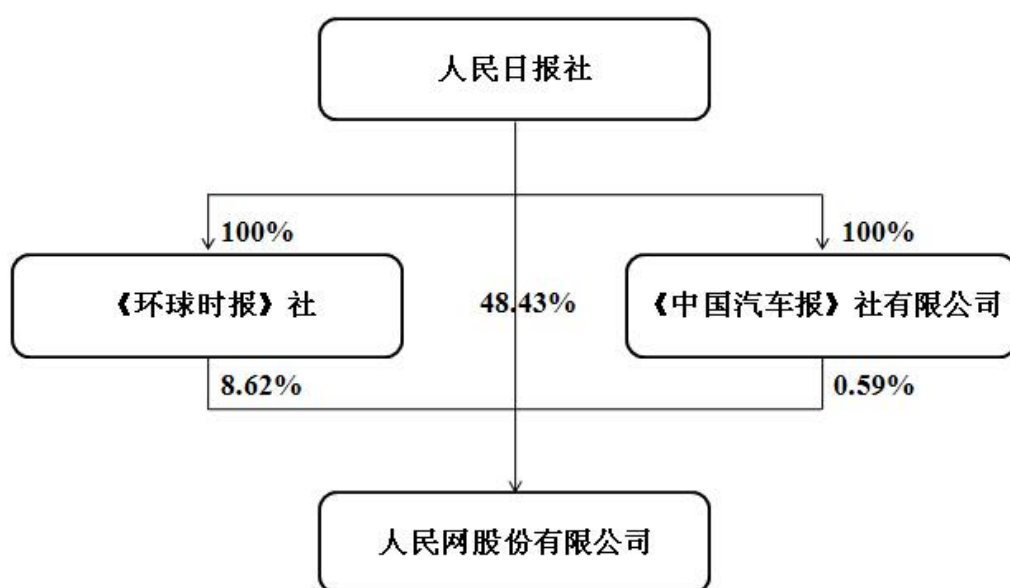 人民日报社
100%
100%
《环球时报》社
48.43%
《中国汽车报》社有限公司
8.62%
0.59%
人民网股份有限公司